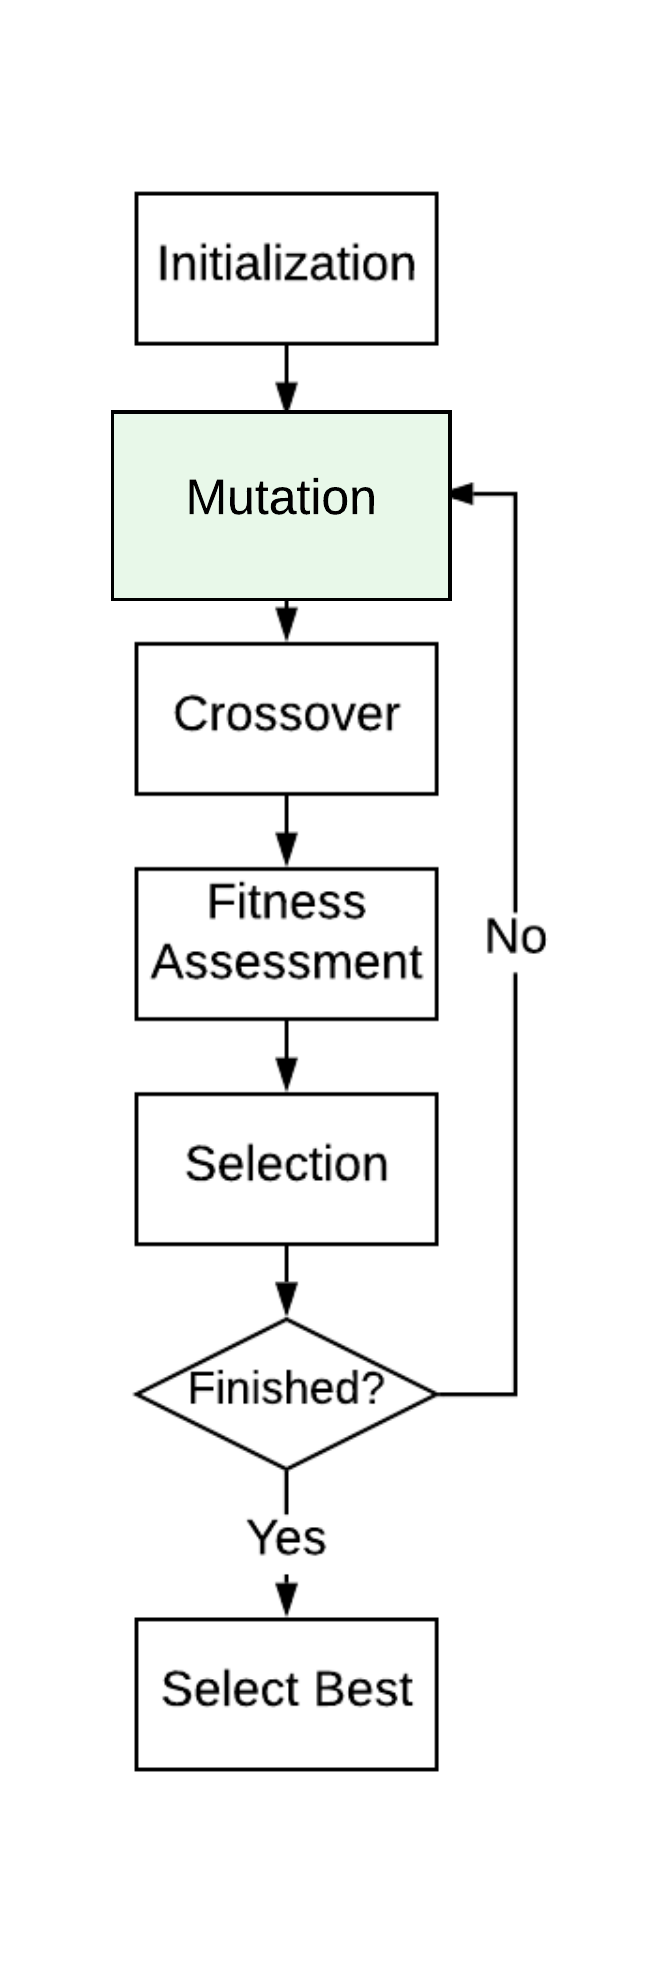 Initialization
Mutation
Crossover
Fitness
Assessment
No
Selection
Finished?
Yes
Select Best